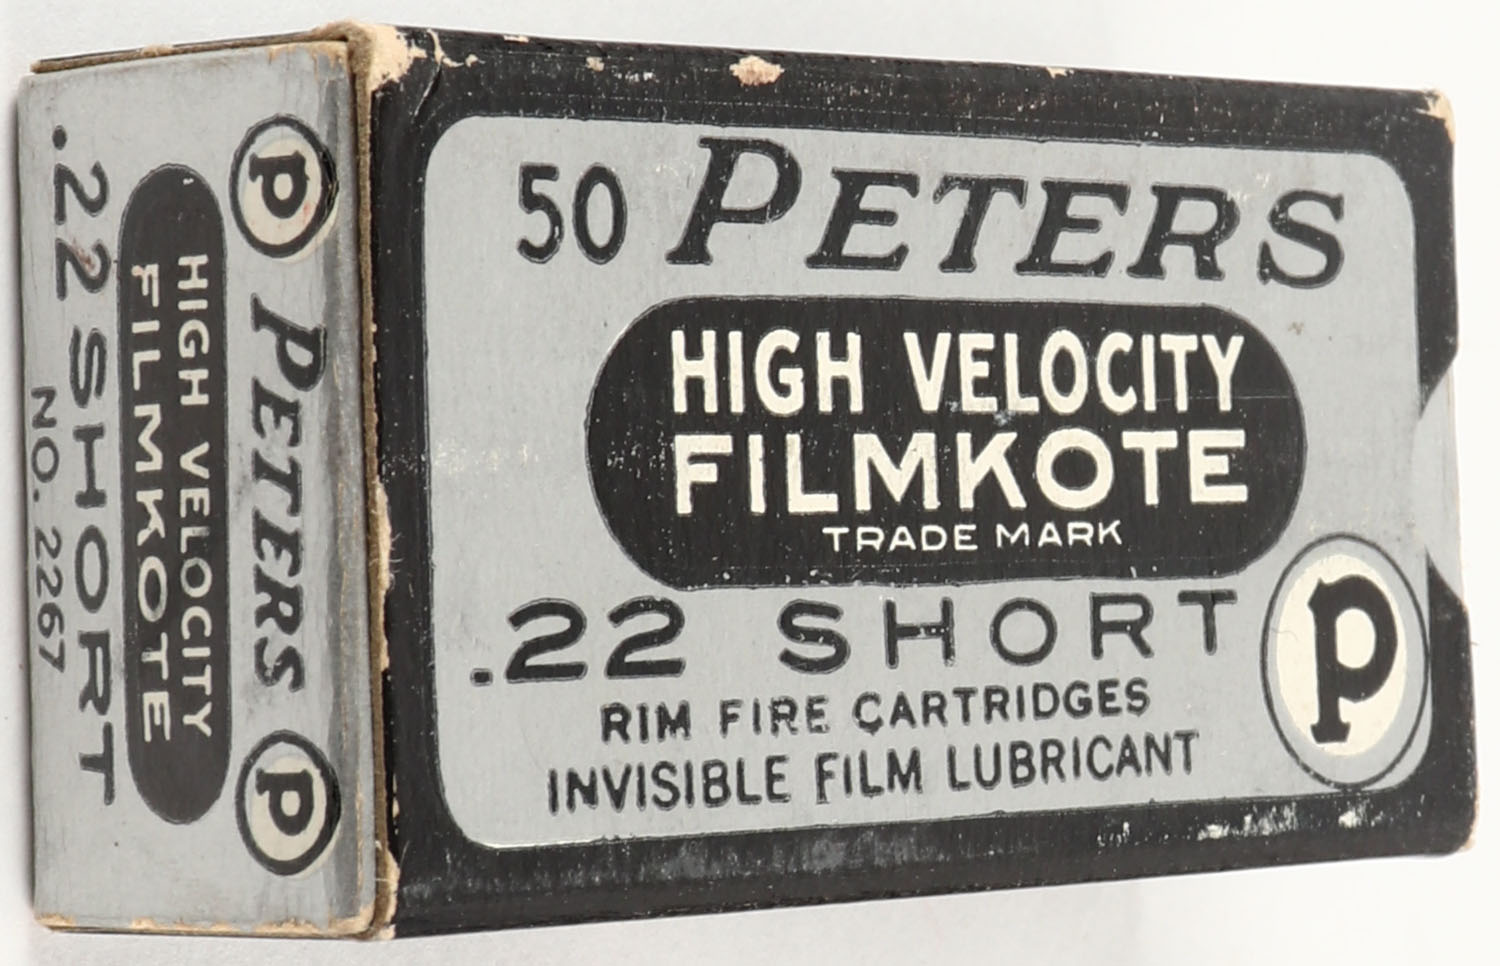 50 PETERS
HIGH VELOCITY
FILMKOTE
TRADE MARK
.22 SHORT
RIM FIRE CARTRIDGES
INVISIBLE FILM LUBRICANT
P
P PETERS P
HIGH VELOCITY
FILMKOTE
.22 SHORT
NO. 2267